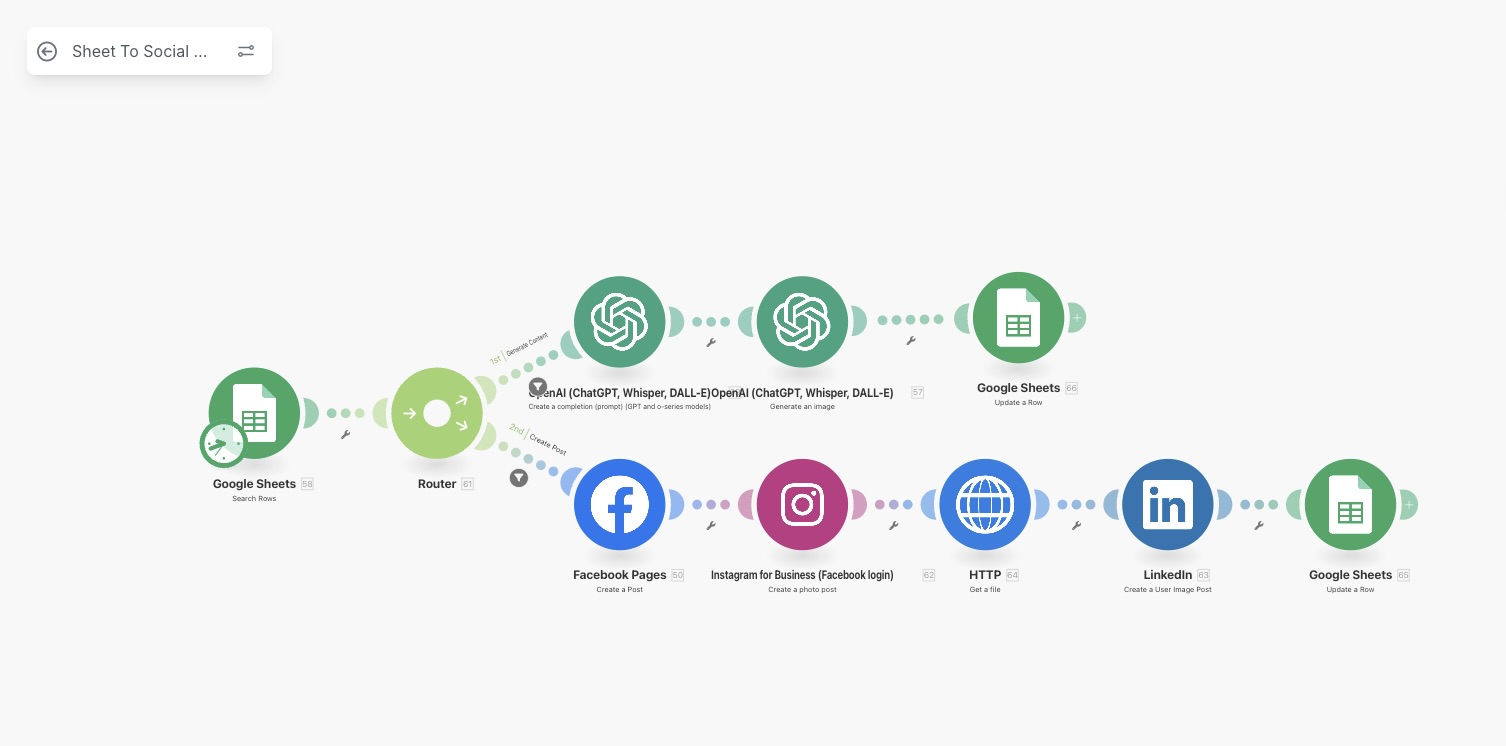 Sheet To Social ...
1st
Generate Content
OpenAI (ChatGPT, Whisper, DALL-E)
Create a completion (prompt) (GPT and o-series models)
OpenAI (ChatGPT, Whisper, DALL-E) 57
Generate an image
Google Sheets 66
Update a Row
Google Sheets 58
Search Rows
Router 61
2nd
Create Post
Facebook Pages 50
Create a Post
Instagram for Business (Facebook login) 62
Create a photo post
HTTP 64
Get a file
LinkedIn 63
Create a User Image Post
Google Sheets 65
Update a Row